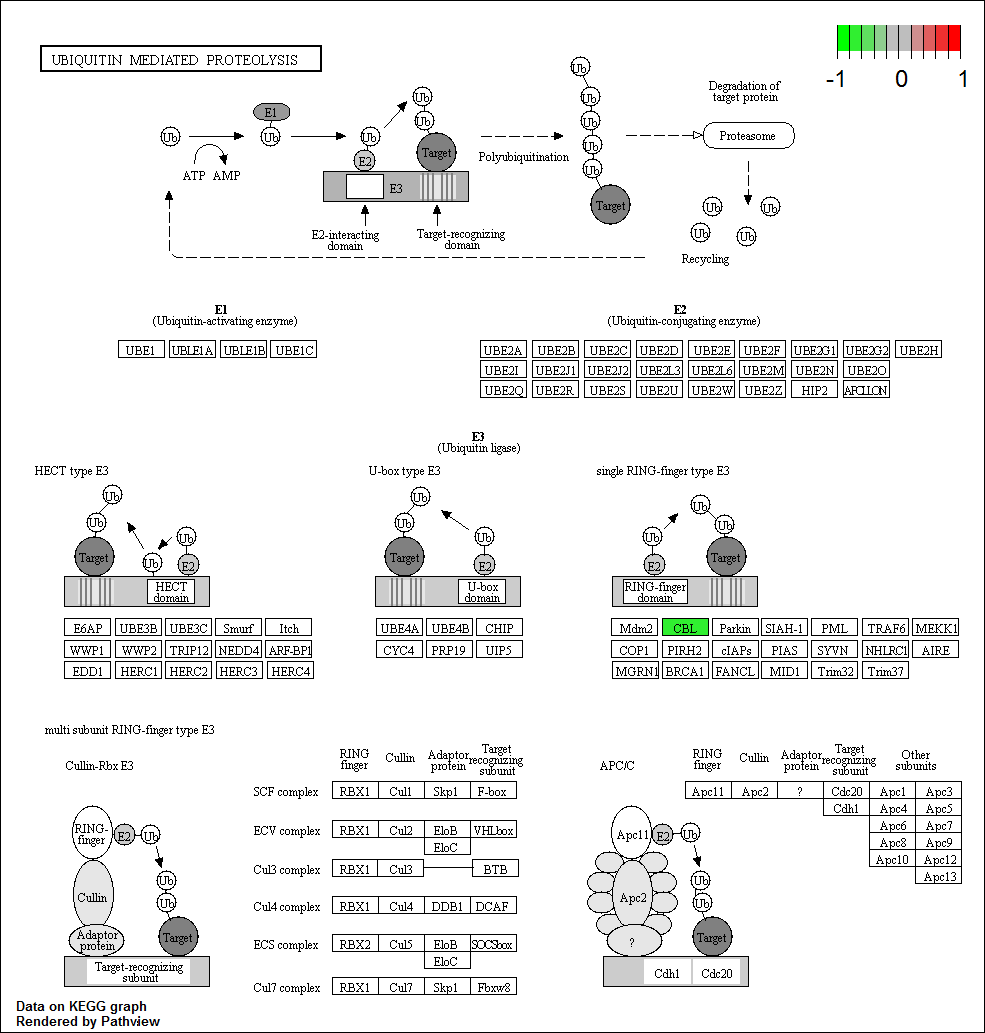 UBIQUITIN MEDIATED PROTEOLYSIS
-1 0 1
Ub
ATP AMP
E1
Ub
Ub
E2
Ub
Ub
Target
E3
E2-interacting
domain
Target-recognizing
domain
Polyubiquitination
Ub
Ub
Ub
Ub
Ub
Target
Degradation of
target protein
Proteasome
Ub
Ub
Ub
Ub
Recycling
E1
(Ubiquitin-activating enzyme)
UBE1 UBLE1A UBLE1B UBE1C
E2
(Ubiquitin-conjugating enzyme)
UBE2A UBE2B UBE2C UBE2D UBE2E UBE2F UBE2G1 UBE2G2 UBE2H
UBE2I UBE2J1 UBE2J2 UBE2L3 UBE2L6 UBE2M UBE2N UBE2O
UBE2Q UBE2R UBE2S UBE2U UBE2W UBE2Z HIP2 APCLLON
E3
(Ubiquitin ligase)
HECT type E3
Ub
Ub
Target
Ub
Ub
E2
HECT
domain
E6AP UBE3B UBE3C Smurf Itch
WWP1 WWP2 TRIP12 NEDD4 ARF-BP1
EDD1 HERC1 HERC2 HERC3 HERC4
U-box type E3
Ub
Ub
Target
Ub
E2
U-box
domain
UBE4A UBE4B CHIP
CYC4 PRP19 UIP5
single RING-finger type E3
Ub
E2
Ub
Ub
Target
RING-finger
domain
Mdm2 CBL Parkin SIAH-1 PML TRAF6 MEKK1
COP1 PIRH2 cIAPs PIAS SYVN NHLRC1 AIRE
MGRN1 BRCA1 FANCL MID1 Trim32 Trim37
multi subunit RING-finger type E3
Cullin-Rbx E3
RING-
finger
E2
Ub
Cullin
Ub
Ub
Adaptor
protein
Target
Target-recognizing
subunit
RING
finger
Cullin
Adaptor
protein
Target
recognizing
subunit
SCF complex RBX1 Cul1 Skp1 F-box
ECV complex RBX1 Cul2 EloB VHLbox
EloC
Cul3 complex RBX1 Cul3 BTB
Cul4 complex RBX1 Cul4 DDB1 DCAF
ECS complex RBX2 Cul5 EloB SOCSbox
EloC
Cul7 complex RBX1 Cul7 Skp1 Fbxw8
APC/C
RING
finger
Cullin
Adaptor
protein
Target
recognizing
subunit
Other
subunits
Apc11 Apc2 ? Cdc20 Apc1 Apc3
Cdh1 Apc4 Apc5
Apc6 Apc7
Apc8 Apc9
Apc10 Apc12
Apc13
Apc11
E2
Ub
Apc2
Ub
Ub
?
Target
Cdh1 Cdc20
Data on KEGG graph
Rendered by Pathview